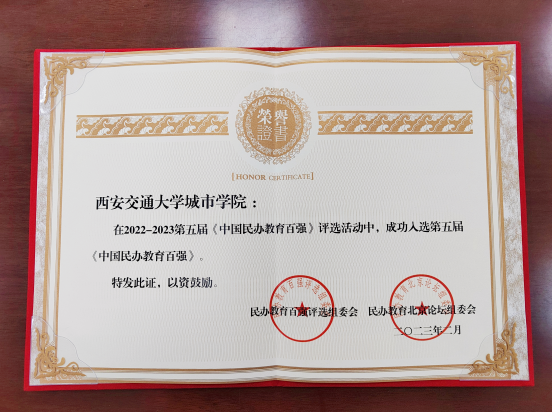 榮譽
證書
[HONOR CERTIFICATE]
西安交通大学城市学院：
在2022-2023第五届《中国民办教育百强》评选活动中，成功入选第五届
《中国民办教育百强》。
特发此证，以资鼓励。
民办教育百强评选组委会 民办教育北京论坛组委会
二〇二三年二月